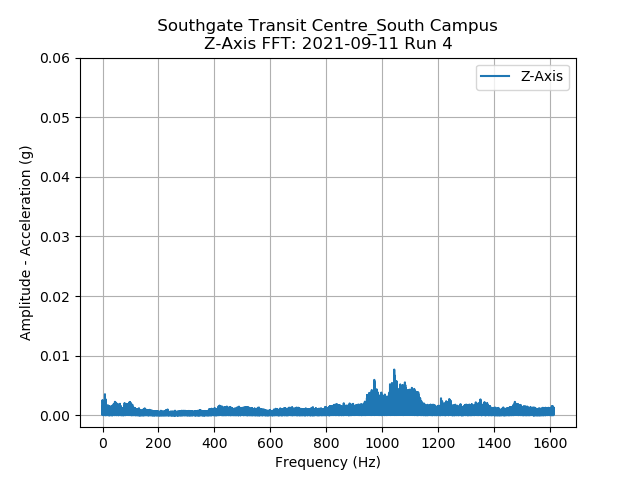 Southgate Transit Centre_South Campus
Z-Axis FFT: 2021-09-11 Run 4
Z-Axis
0.06
0.05
0.04
0.03
0.02
0.01
0.00
Amplitude - Acceleration (g)
0 200 400 600 800 1000 1200 1400 1600
Frequency (Hz)